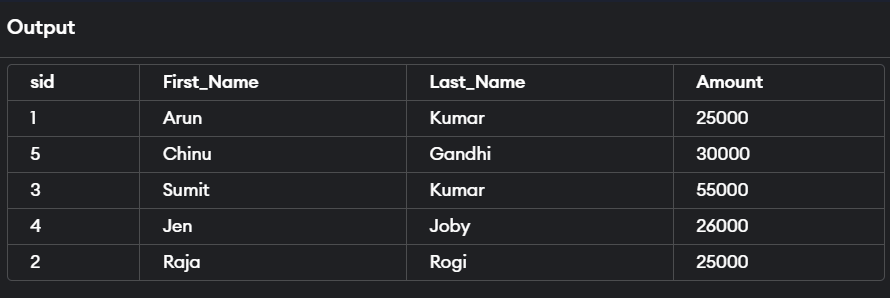 Output
sid First_Name Last_Name Amount
1 Arun Kumar 25000
5 Chinu Gandhi 30000
3 Sumit Kumar 55000
4 Jen Joby 26000
2 Raja Rogi 25000